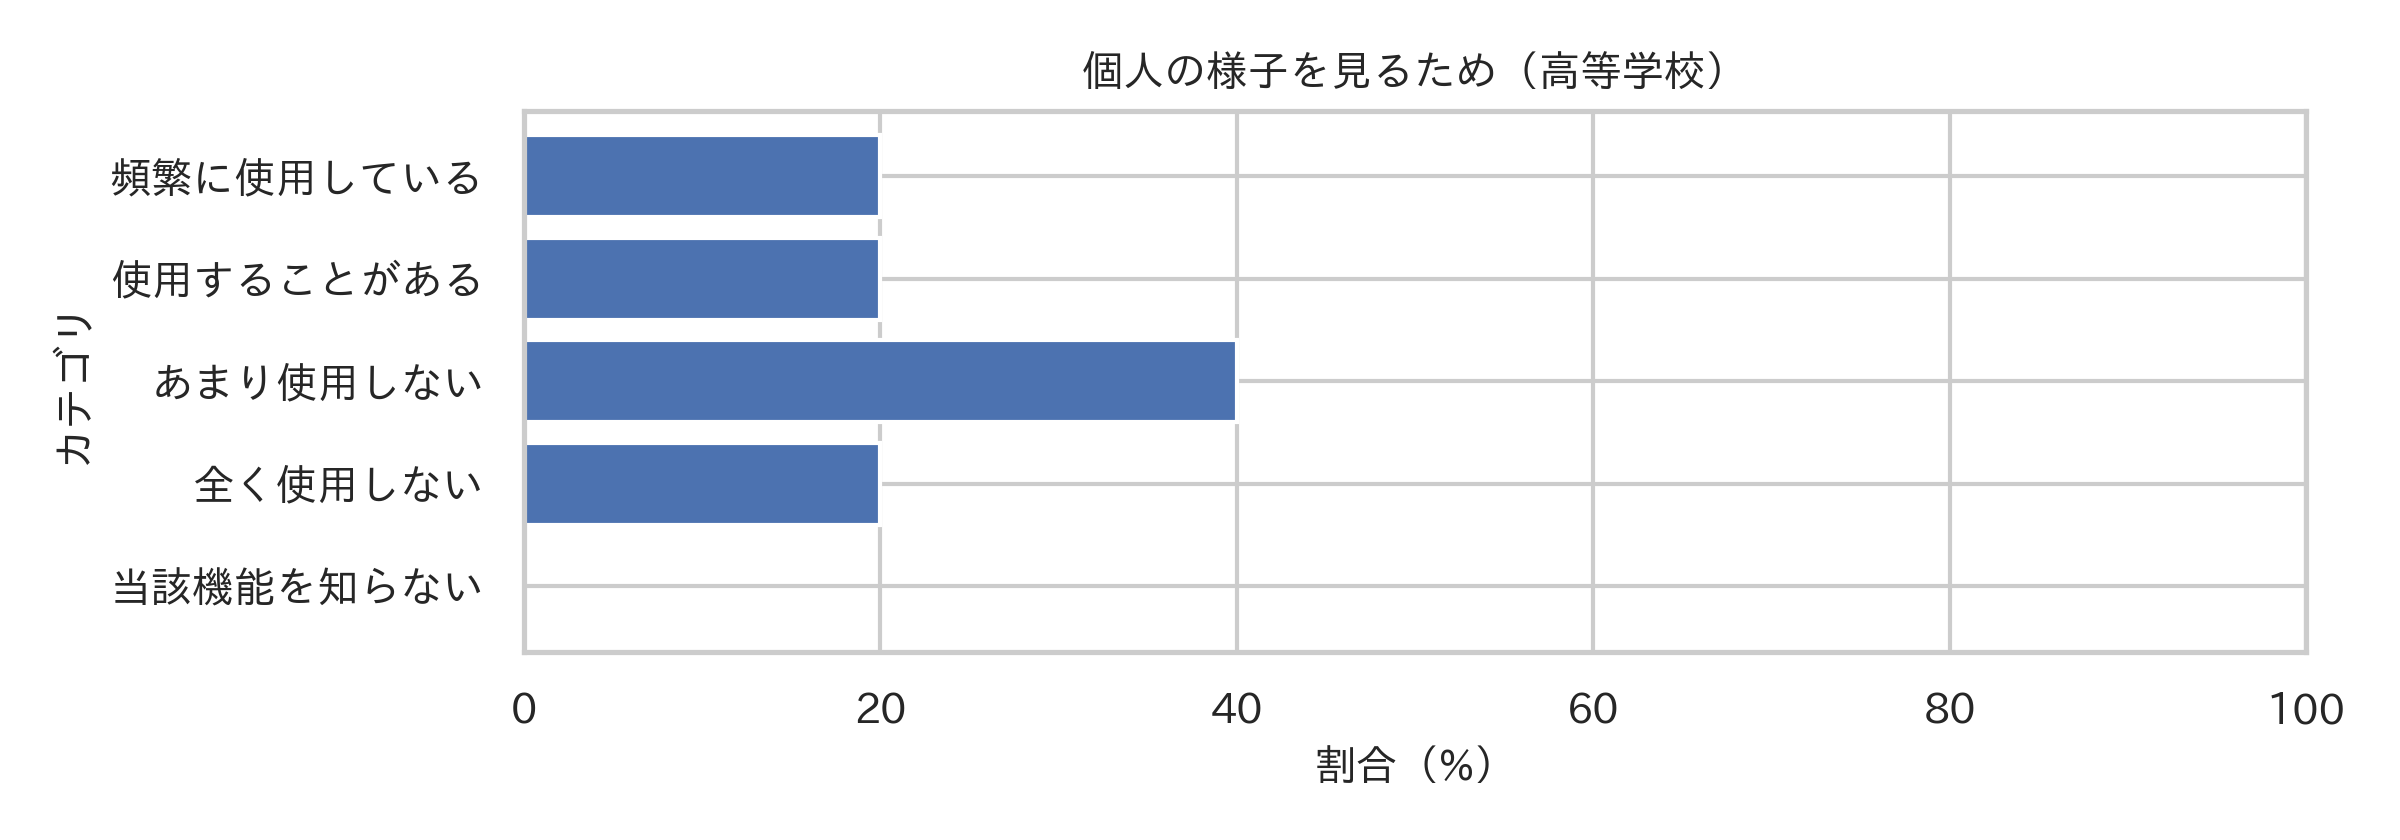 個人の様子を見るため（高等学校）
カテゴリ
頻繁に使用している
使用することがある
あまり使用しない
全く使用しない
当該機能を知らない
0 20 40 60 80 100
割合（%）